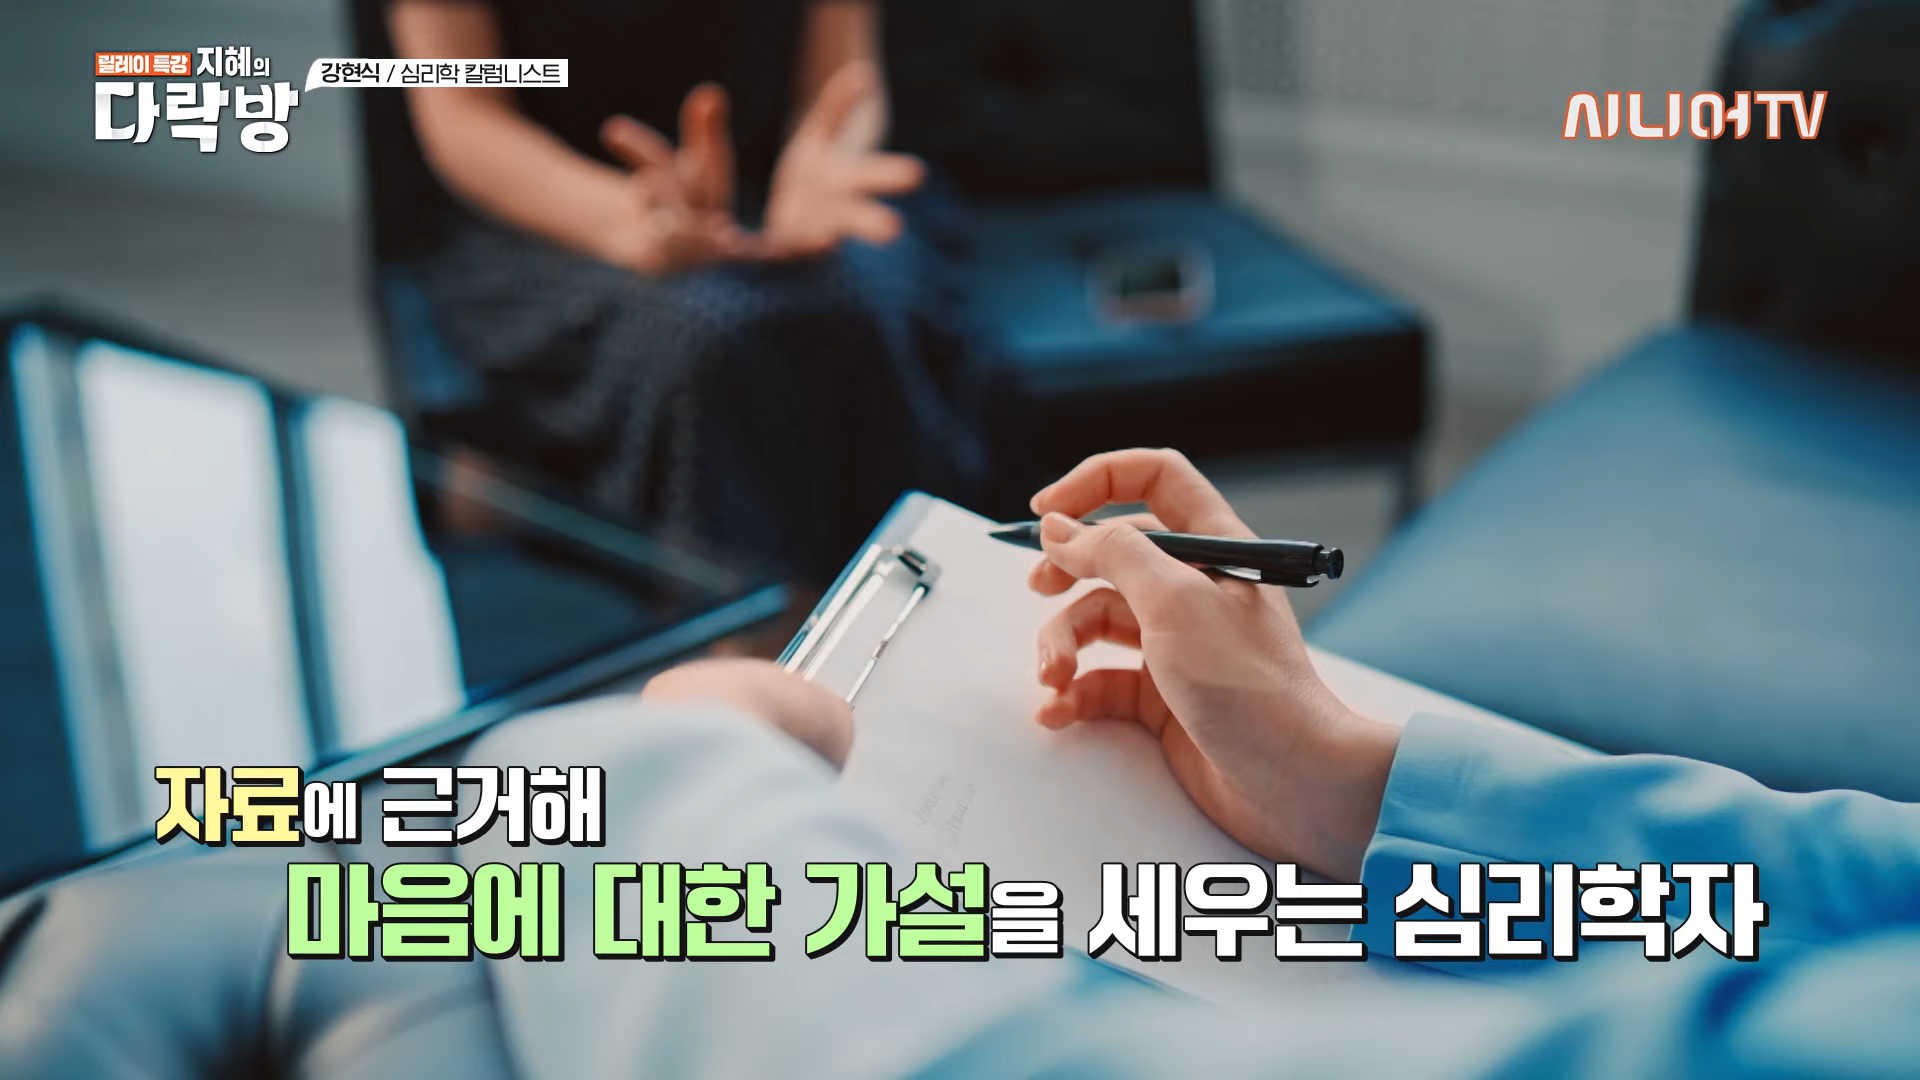 릴레이 특강 지혜의
다락방
강현식 / 심리학 칼럼니스트
시니어TV
자료에 근거해
마음에 대한 가설을 세우는 심리학자